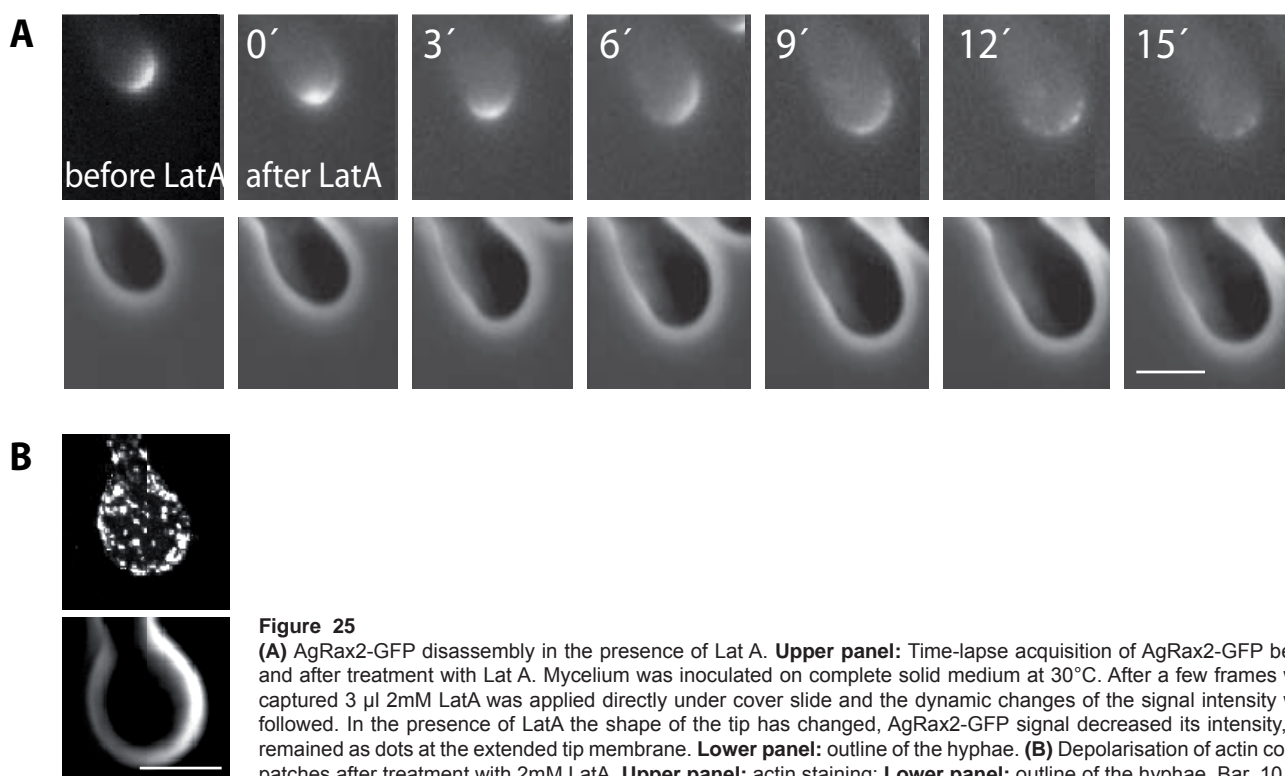 A
0´
3´
6´
9´
12´
15´
before LatA
after LatA
B
Figure 25
(A) AgRax2-GFP disassembly in the presence of Lat A. Upper panel: Time-lapse acquisition of AgRax2-GFP be
and after treatment with Lat A. Mycelium was inoculated on complete solid medium at 30°C. After a few frames
captured 3 µl 2mM LatA was applied directly under cover slide and the dynamic changes of the signal intensity
followed. In the presence of LatA the shape of the tip has changed, AgRax2-GFP signal decreased its intensity,
remained as dots at the extended tip membrane. Lower panel: outline of the hyphae. (B) Depolarisation of actin co
patches after treatment with 2mM LatA. Upper panel: actin staining; Lower panel: outline of the hyphae. Bar, 10